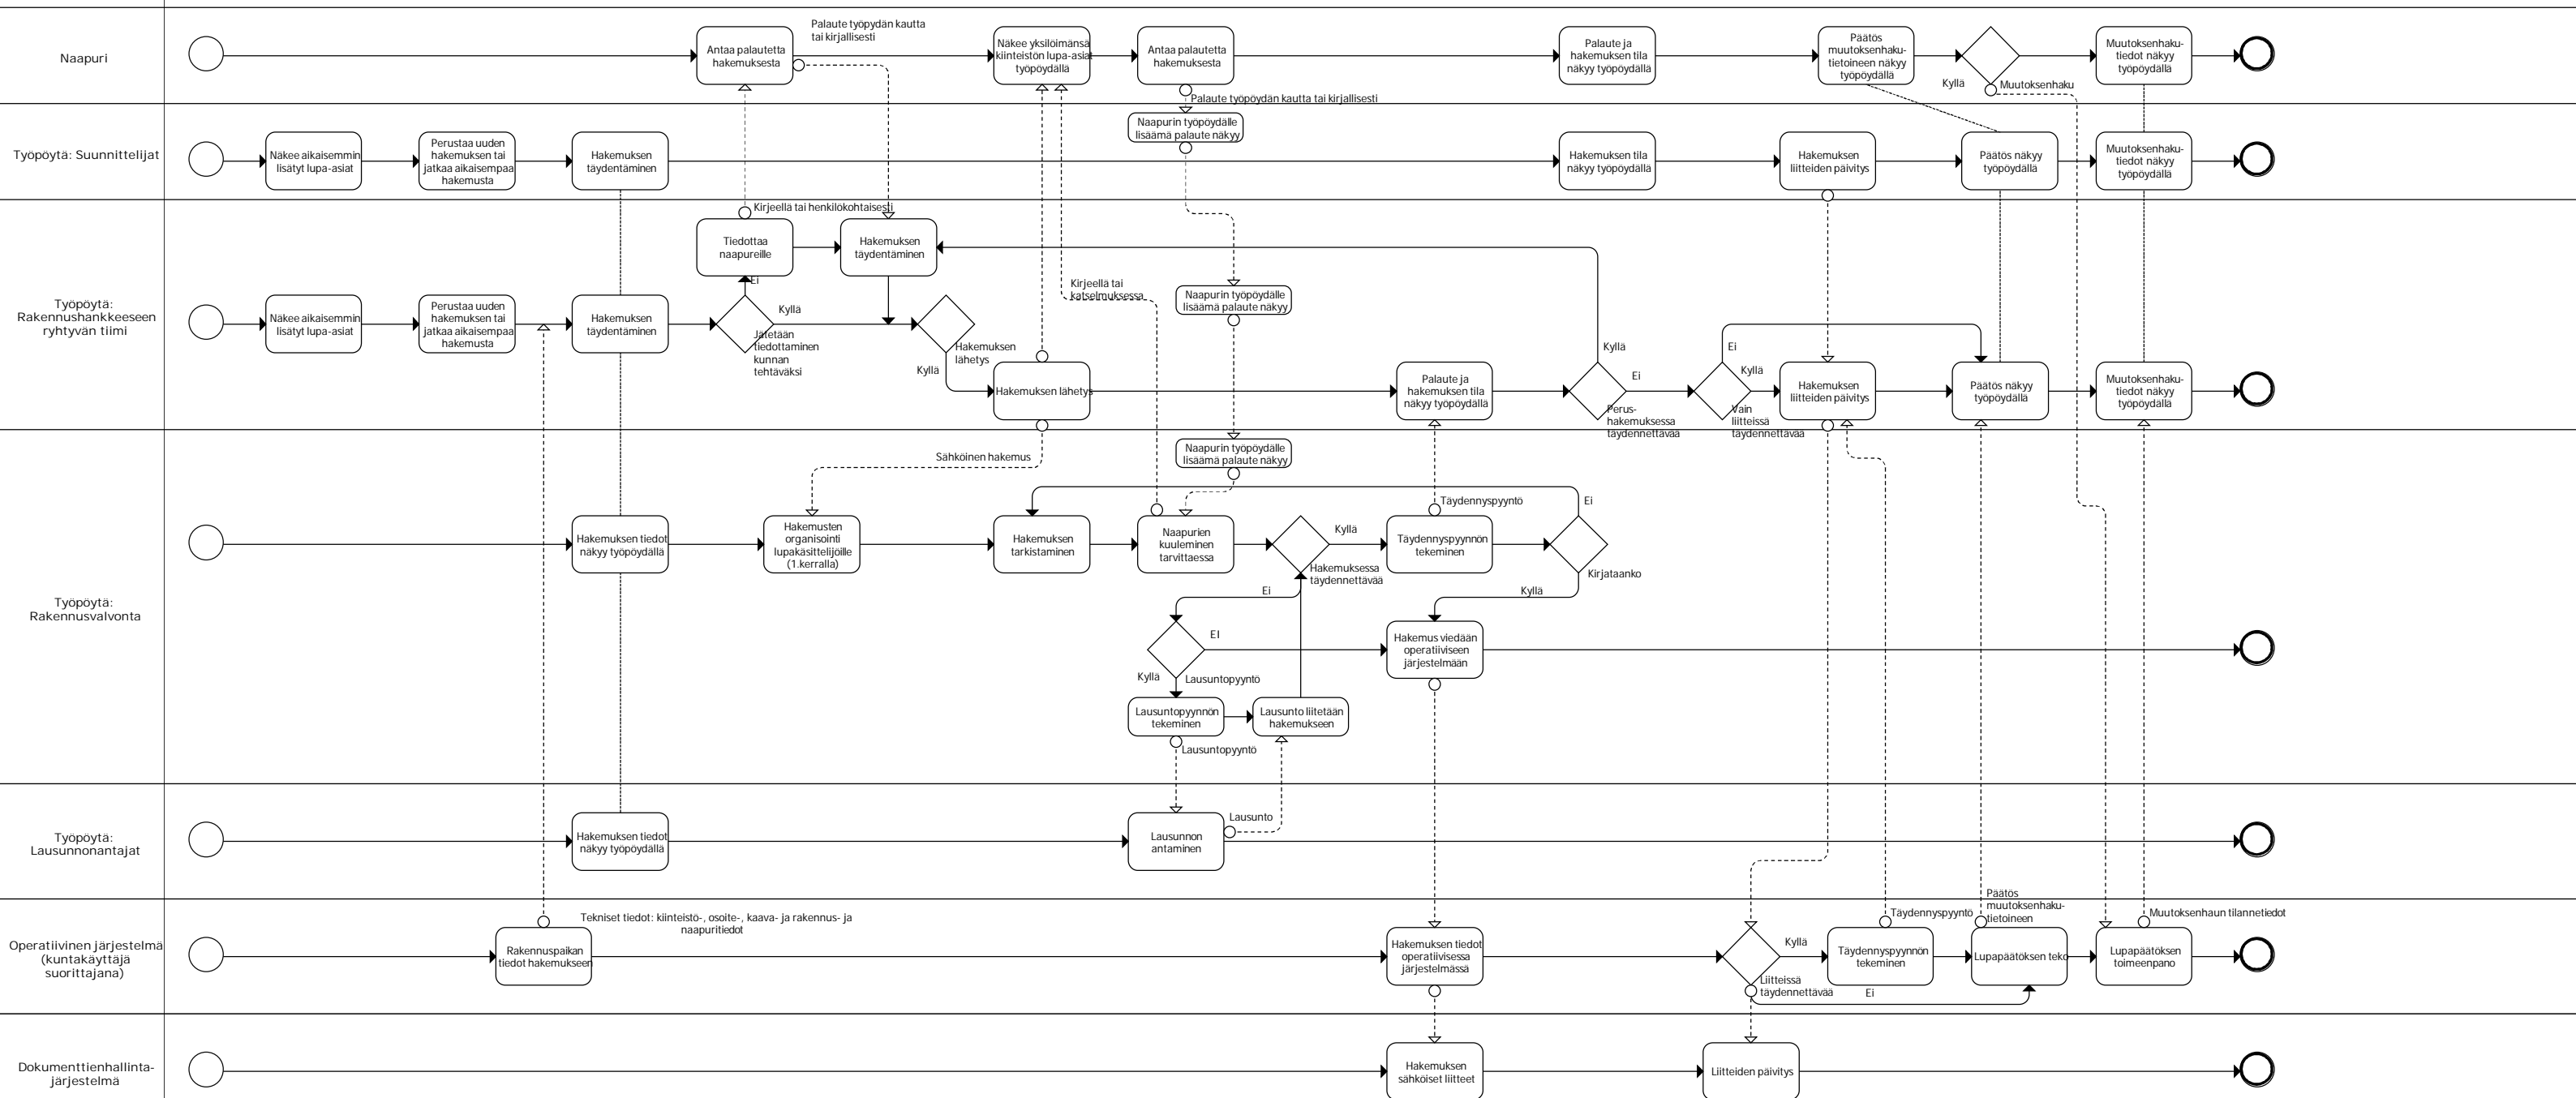 Naapuri
Antaa palautetta
hakemuksesta
Palaute työpydän kautta
tai kirjallisesti
Näkee yksilöimänsä
kiinteistön lupa-asiat
työpöydällä
Antaa palautetta
hakemuksesta
Palaute työpöydän kautta tai kirjallisesti
Palaute ja
hakemuksen tila
näkyy työpöydällä
Päätös
muutoksenhaku-
tietoineen näkyy
työpöydällä
Kyllä
Muutoksenhaku
Muutoksenhaku-
tiedot näkyy
työpöydällä
Työpöytä: Suunnittelijat
Näkee aikaisemmin
lisätyt lupa-asiat
Perustaa uuden
hakemuksen tai
jatkaa aikaisempaa
hakemusta
Hakemuksen
täydentäminen
Naapurin työpöydälle
lisäämä palaute näkyy
Hakemuksen tila
näkyy työpöydällä
Hakemuksen
liitteiden päivitys
Päätös näkyy
työpöydällä
Muutoksenhaku-
tiedot näkyy
työpöydällä
Työpöytä:
Rakennushankkeeseen
ryhtyvän tiimi
Näkee aikaisemmin
lisätyt lupa-asiat
Perustaa uuden
hakemuksen tai
jatkaa aikaisempaa
hakemusta
Hakemuksen
täydentäminen
Kirjeellä tai henkilökohtaisesti
Tiedottaa
naapureille
Ei
Kyllä
Jätetään
tiedottaminen
kunnan
tehtäväksi
Hakemuksen
täydentäminen
Hakemuksen
lähetys
Kyllä
Hakemuksen lähetys
Kirjeellä tai
katselmuksessa
Naapurin työpöydälle
lisäämä palaute näkyy
Palaute ja
hakemuksen tila
näkyy työpöydällä
Kyllä
Ei
Perus-
hakemuksessa
täydennettävää
Ei
Kyllä
Vain
liitteissä
täydennettävää
Hakemuksen
liitteiden päivitys
Päätös näkyy
työpöydällä
Muutoksenhaku-
tiedot näkyy
työpöydällä
Työpöytä:
Rakennusvalvonta
Sähköinen hakemus
Naapurin työpöydälle
lisäämä palaute näkyy
Hakemuksen tiedot
näkyy työpöydällä
Hakemusten
organisointi
lupakäsittelijöille
(1.kerralla)
Hakemuksen
tarkistaminen
Naapurien
kuuleminen
tarvittaessa
Kyllä
Hakemuksessa
täydennettävää
Täydennyspyyntö
Täydennyspyynnön
tekeminen
Ei
Kirjataanko
Kyllä
Ei
EI
Kyllä
Lausuntopyyntö
Hakemus viedään
operatiiviseen
järjestelmään
Lausuntopyynnön
tekeminen
Lausunto liitetään
hakemukseen
Lausuntopyyntö
Työpöytä:
Lausunnonantajat
Hakemuksen tiedot
näkyy työpöydällä
Lausunnon
antaminen
Lausunto
Operatiivinen järjestelmä
(kuntakäyttäjä
suorittajana)
Rakennuspaikan
tiedot hakemukseen
Tekniset tiedot: kiinteistö-, osoite-, kaava- ja rakennus- ja
naapuritiedot
Hakemuksen tiedot
operatiivisessa
järjestelmässä
Kyllä
Liitteissä
täydennettävää
Ei
Täydennyspyyntö
Täydennyspyynnön
tekeminen
Päätös
muutoksenhaku-
tietoineen
Lupapäätöksen teko
Muutoksenhaun tilannetiedot
Lupapäätöksen
toimeenpano
Dokumenttienhallinta-
järjestelmä
Hakemuksen
sähköiset liitteet
Liitteiden päivitys